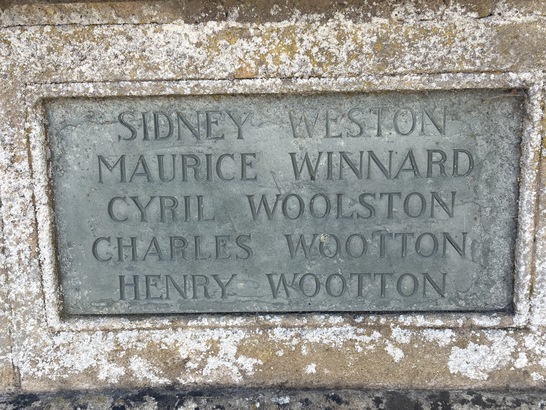 SIDNEY WESTON
MAURICE WINNARD
CYRIL WOOLSTON
CHARLES WOOTTON
HENRY WOOTTON